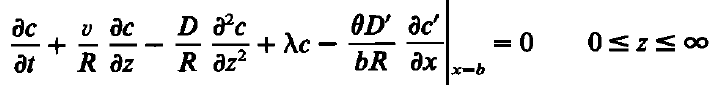 ∂c/∂t + v/R ∂c/∂z − D/R ∂²c/∂z² + λc − θD′/bR ∂c′/∂x |x=b = 0 0 ≤ z ≤ ∞